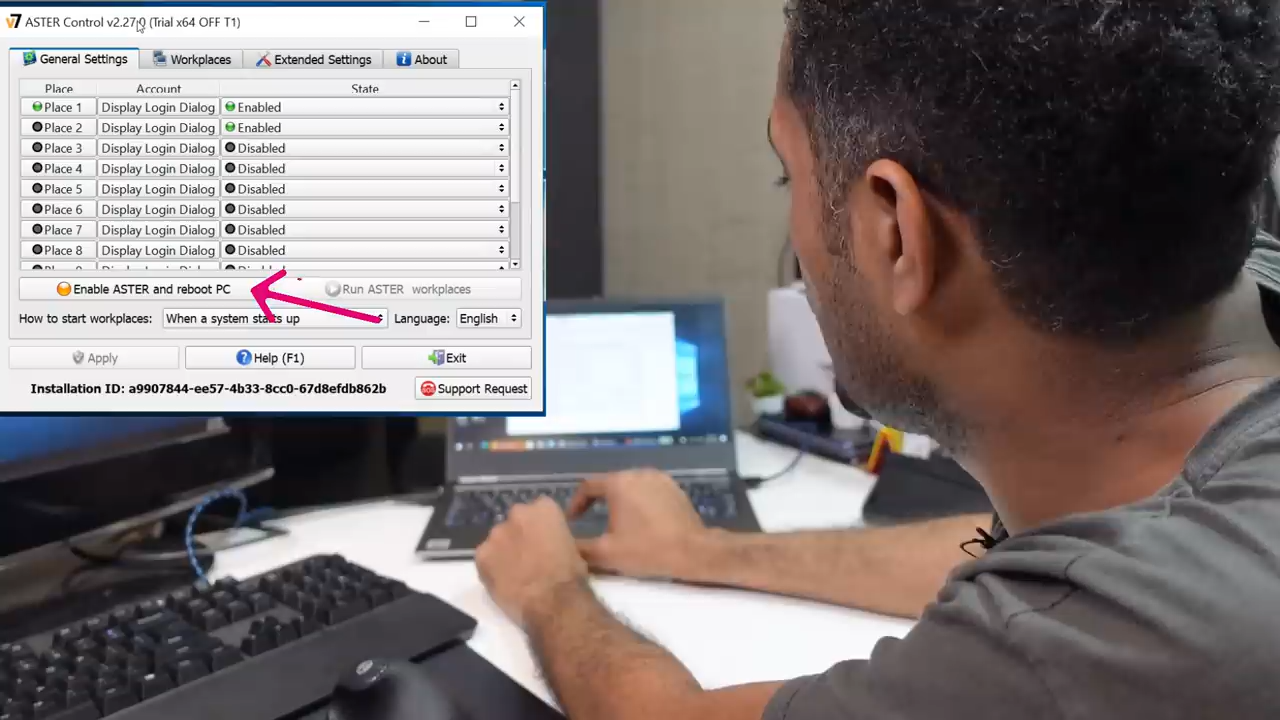 ASTER Control v2.27.0 (Trial x64 OFF T1)
General Settings Workplaces Extended Settings About
Place Account State
Place 1 Display Login Dialog Enabled
Place 2 Display Login Dialog Enabled
Place 3 Display Login Dialog Disabled
Place 4 Display Login Dialog Disabled
Place 5 Display Login Dialog Disabled
Place 6 Display Login Dialog Disabled
Place 7 Display Login Dialog Disabled
Place 8 Display Login Dialog Disabled
Enable ASTER and reboot PC Run ASTER workplaces
How to start workplaces: When a system starts up Language: English
Apply Help (F1) Exit
Installation ID: a9907844-ee57-4b33-8cc0-67d8efdb862b Support Request